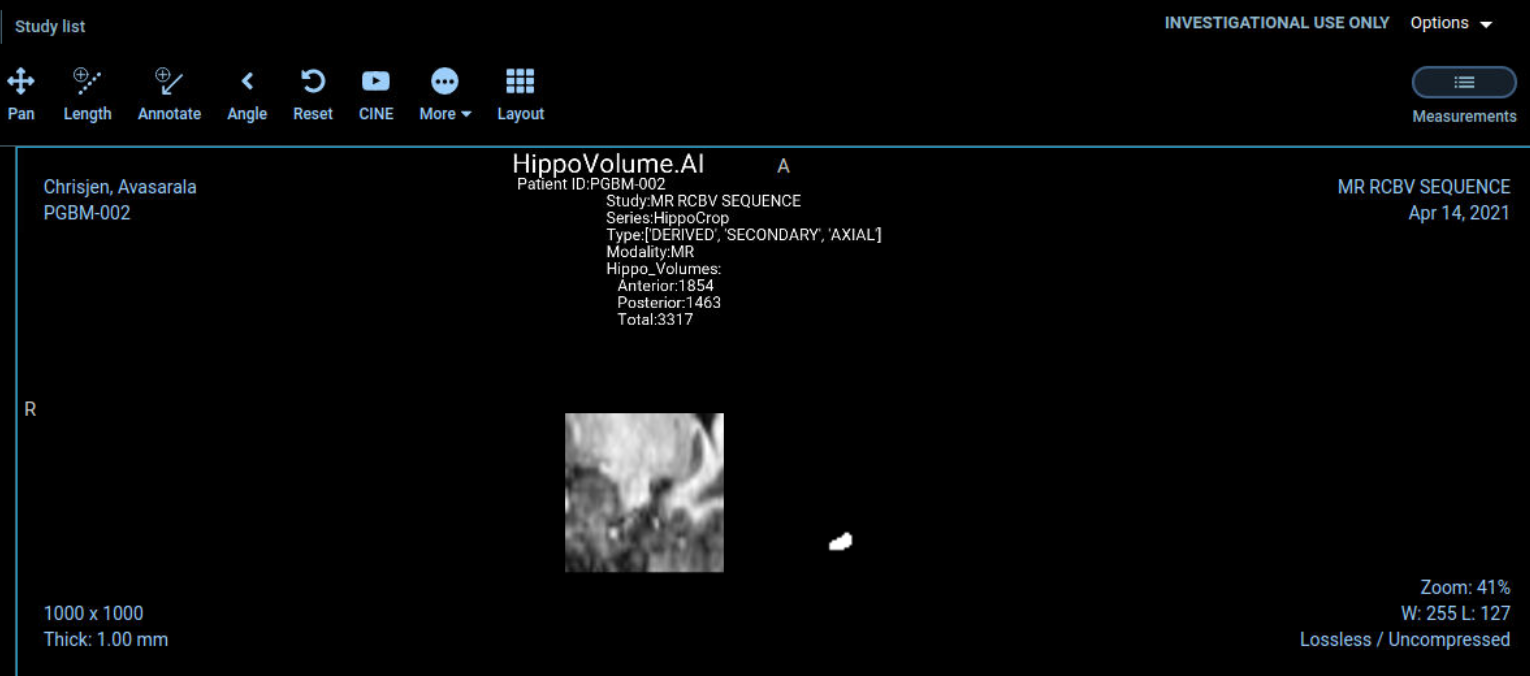 Study list
INVESTIGATIONAL USE ONLY
Options
Pan
Length
Annotate
Angle
Reset
CINE
More
Layout
Measurements
HippoVolume.AI
A
Patient ID:PGBM-002
Study:MR RCBV SEQUENCE
Series:HippoCrop
Type:['DERIVED', 'SECONDARY', 'AXIAL']
Modality:MR
Hippo_Volumes:
Anterior:1854
Posterior:1463
Total:3317
Chrisjen, Avasarala
PGBM-002
MR RCBV SEQUENCE
Apr 14, 2021
R
1000 x 1000
Thick: 1.00 mm
Zoom: 41%
W: 255 L: 127
Lossless / Uncompressed